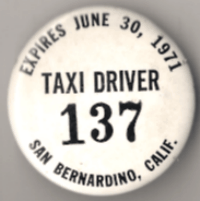 EXPIRES JUNE 30, 1971
TAXI DRIVER
137
SAN BERNARDINO, CALIF.